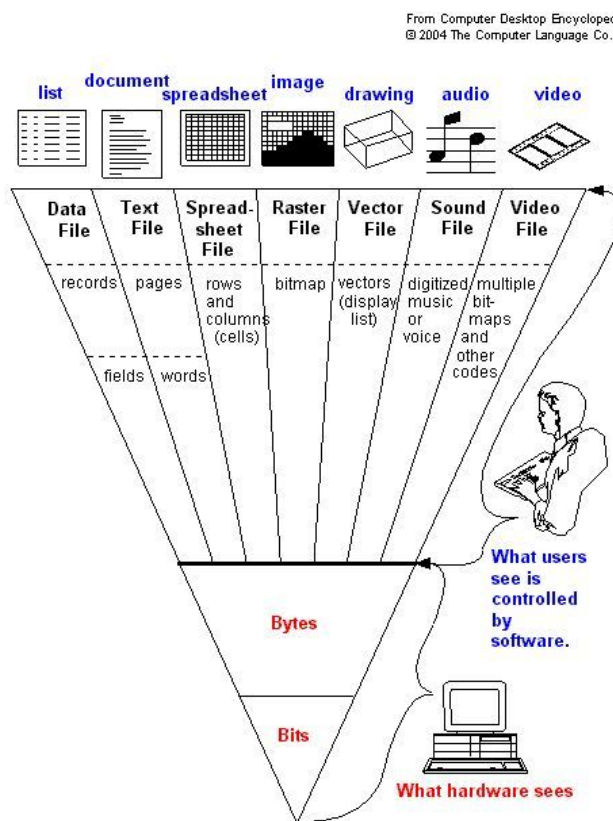 From Computer Desktop Encycloped
© 2004 The Computer Language Co.
list
document
spreadsheet
image
drawing
audio
video
Data
File
Text
File
Spread-
sheet
File
Raster
File
Vector
File
Sound
File
Video
File
records
pages
rows
and
columns
(cells)
bitmap
vectors
(display
list)
digitized
music
or
voice
multiple
bit-
maps
and
other
codes
fields
words
What users
see is
controlled
by
software.
Bytes
Bits
What hardware sees